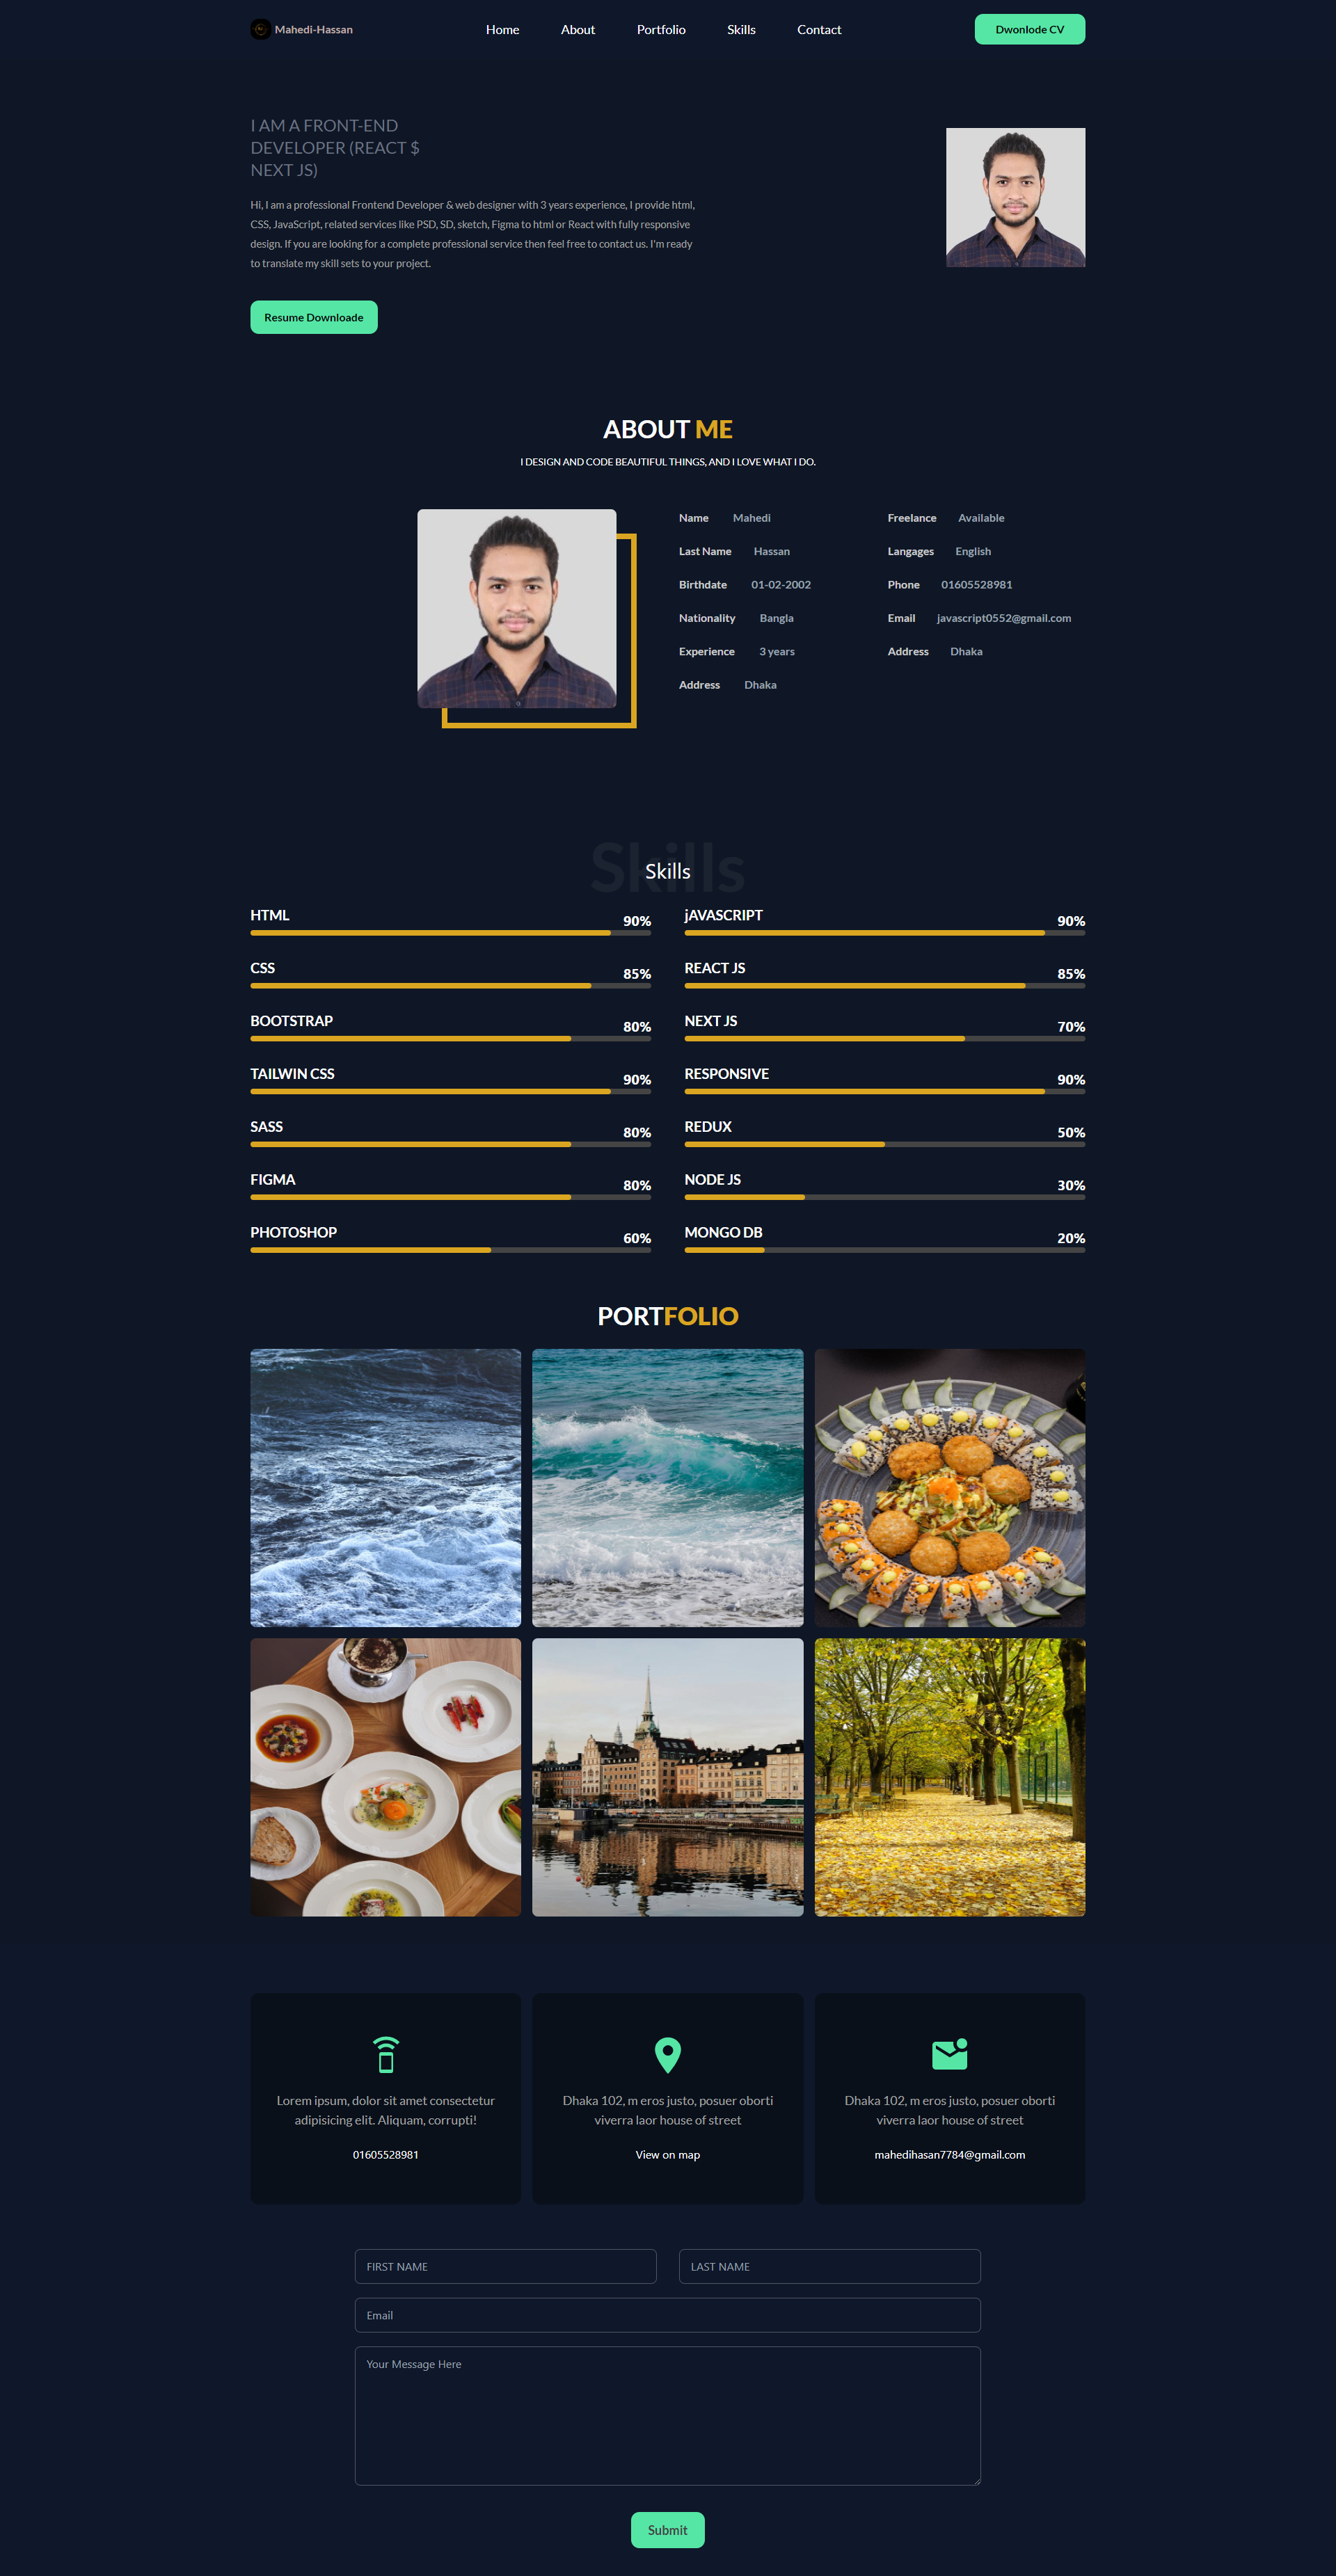 Mahedi-Hassan
Home
About
Portfolio
Skills
Contact
Dwonlode CV
I AM A FRONT-END
DEVELOPER (REACT $
NEXT JS)
Hi, I am a professional Frontend Developer & web designer with 3 years experience, I provide html,
CSS, JavaScript, related services like PSD, SD, sketch, Figma to html or React with fully responsive
design. If you are looking for a complete professional service then feel free to contact us. I'm ready
to translate my skill sets to your project.
Resume Downloade
ABOUT ME
I DESIGN AND CODE BEAUTIFUL THINGS, AND I LOVE WHAT I DO.
Name Mahedi
Last Name Hassan
Birthdate 01-02-2002
Nationality Bangla
Experience 3 years
Address Dhaka
Freelance Available
Langages English
Phone 01605528981
Email javascript0552@gmail.com
Address Dhaka
Skills
Skills
HTML 90%
CSS 85%
BOOTSTRAP 80%
TAILWIN CSS 90%
SASS 80%
FIGMA 80%
PHOTOSHOP 60%
jAVASCRIPT 90%
REACT JS 85%
NEXT JS 70%
RESPONSIVE 90%
REDUX 50%
NODE JS 30%
MONGO DB 20%
PORTFOLIO
Lorem ipsum, dolor sit amet consectetur
adipisicing elit. Aliquam, corrupti!
01605528981
Dhaka 102, m eros justo, posuer oborti
viverra laor house of street
View on map
Dhaka 102, m eros justo, posuer oborti
viverra laor house of street
mahedihasan7784@gmail.com
FIRST NAME
LAST NAME
Email
Your Message Here
Submit